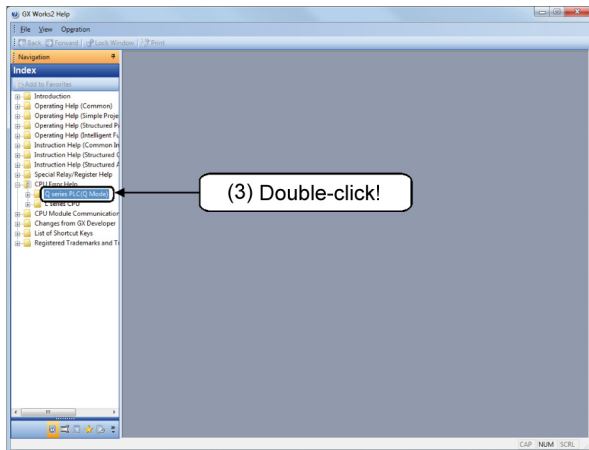 GX Works2 Help
File View Opgration
Back Forward Lock Window Print
Navigation
Index
Add to Favorites
Introduction
Operating Help (Common)
Operating Help (Simple Proje
Operating Help (Structured P
Operating Help (Intelligent Fu
Instruction Help (Common In
Instruction Help (Structured
Instruction Help (Structured
Special Relay/Register Help
CPU Error Help
Q series PLC(Q Mode)
L series CPU
CPU Module Communication
Changes from GX Developer
List of Shortcut Keys
Registered Trademarks and
(3) Double-click!
CAP NUM SCRL